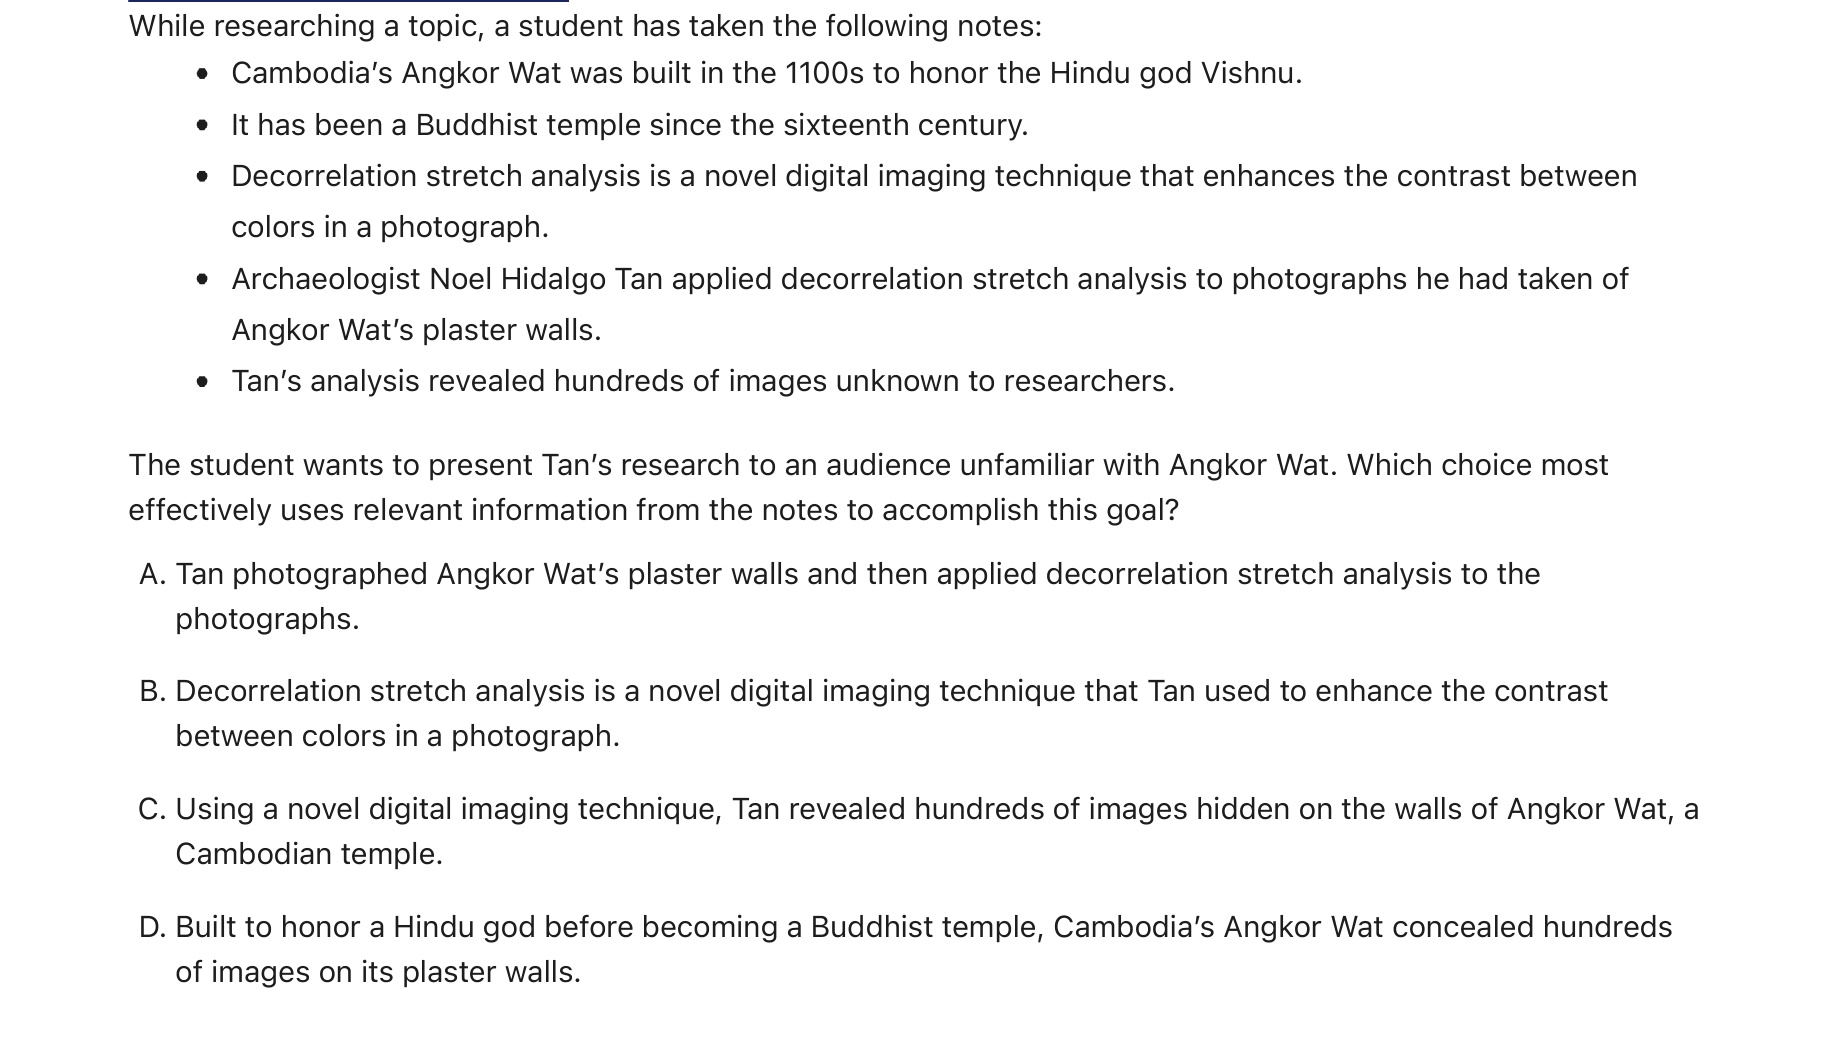 While researching a topic, a student has taken the following notes:
• Cambodia’s Angkor Wat was built in the 1100s to honor the Hindu god Vishnu.
• It has been a Buddhist temple since the sixteenth century.
• Decorrelation stretch analysis is a novel digital imaging technique that enhances the contrast between
colors in a photograph.
• Archaeologist Noel Hidalgo Tan applied decorrelation stretch analysis to photographs he had taken of
Angkor Wat’s plaster walls.
• Tan’s analysis revealed hundreds of images unknown to researchers.
The student wants to present Tan’s research to an audience unfamiliar with Angkor Wat. Which choice most
effectively uses relevant information from the notes to accomplish this goal?
A. Tan photographed Angkor Wat’s plaster walls and then applied decorrelation stretch analysis to the
photographs.
B. Decorrelation stretch analysis is a novel digital imaging technique that Tan used to enhance the contrast
between colors in a photograph.
C. Using a novel digital imaging technique, Tan revealed hundreds of images hidden on the walls of Angkor Wat, a
Cambodian temple.
D. Built to honor a Hindu god before becoming a Buddhist temple, Cambodia’s Angkor Wat concealed hundreds
of images on its plaster walls.